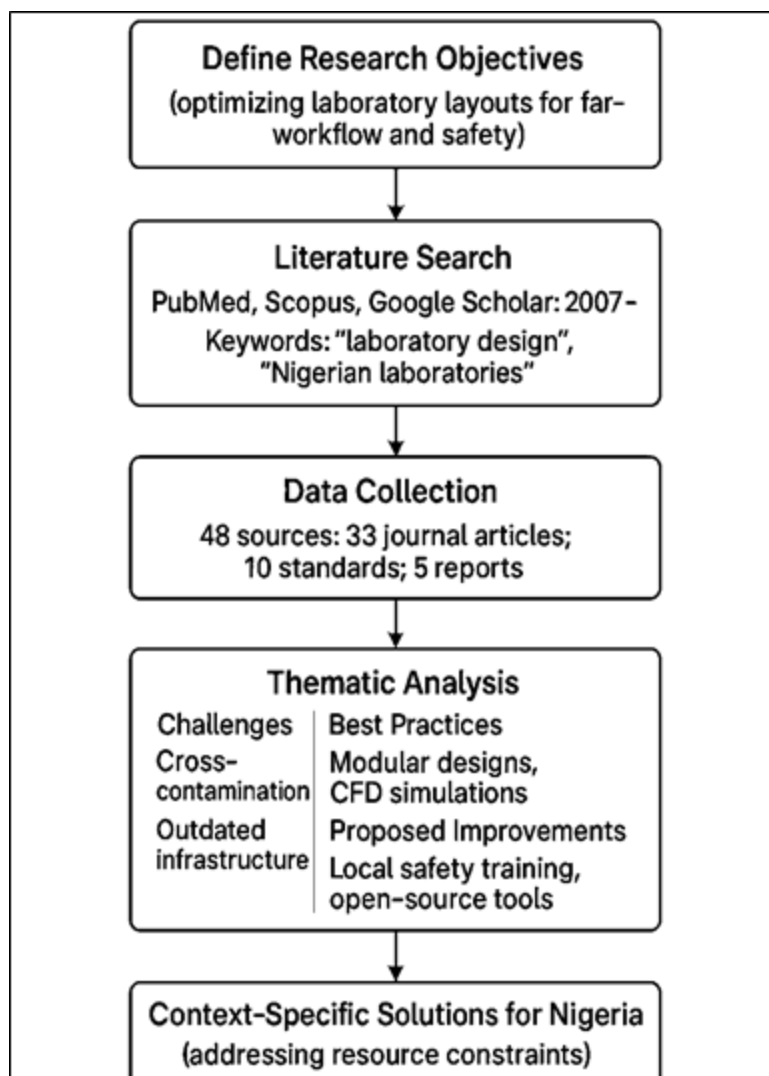 Define Research Objectives
(optimizing laboratory layouts for far-
workflow and safety)
Literature Search
PubMed, Scopus, Google Scholar: 2007–
Keywords: "laboratory design",
"Nigerian laboratories"
Data Collection
48 sources: 33 journal articles;
10 standards; 5 reports
Thematic Analysis
Challenges
Cross-
contamination
Outdated
infrastructure
Best Practices
Modular designs,
CFD simulations
Proposed Improvements
Local safety training,
open-source tools
Context-Specific Solutions for Nigeria
(addressing resource constraints)